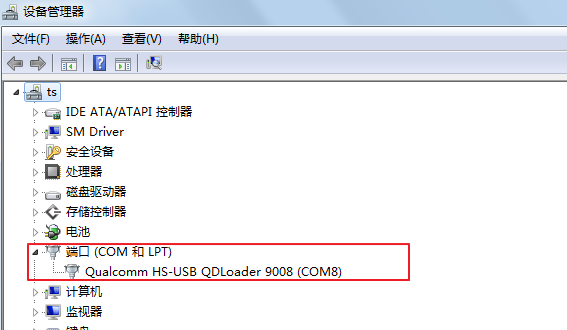 设备管理器
文件(F) 操作(A) 查看(V) 帮助(H)
ts
IDE ATA/ATAPI 控制器
SM Driver
安全设备
处理器
磁盘驱动器
存储控制器
电池
端口 (COM 和 LPT)
Qualcomm HS-USB QDLoader 9008 (COM8)
计算机
监视器